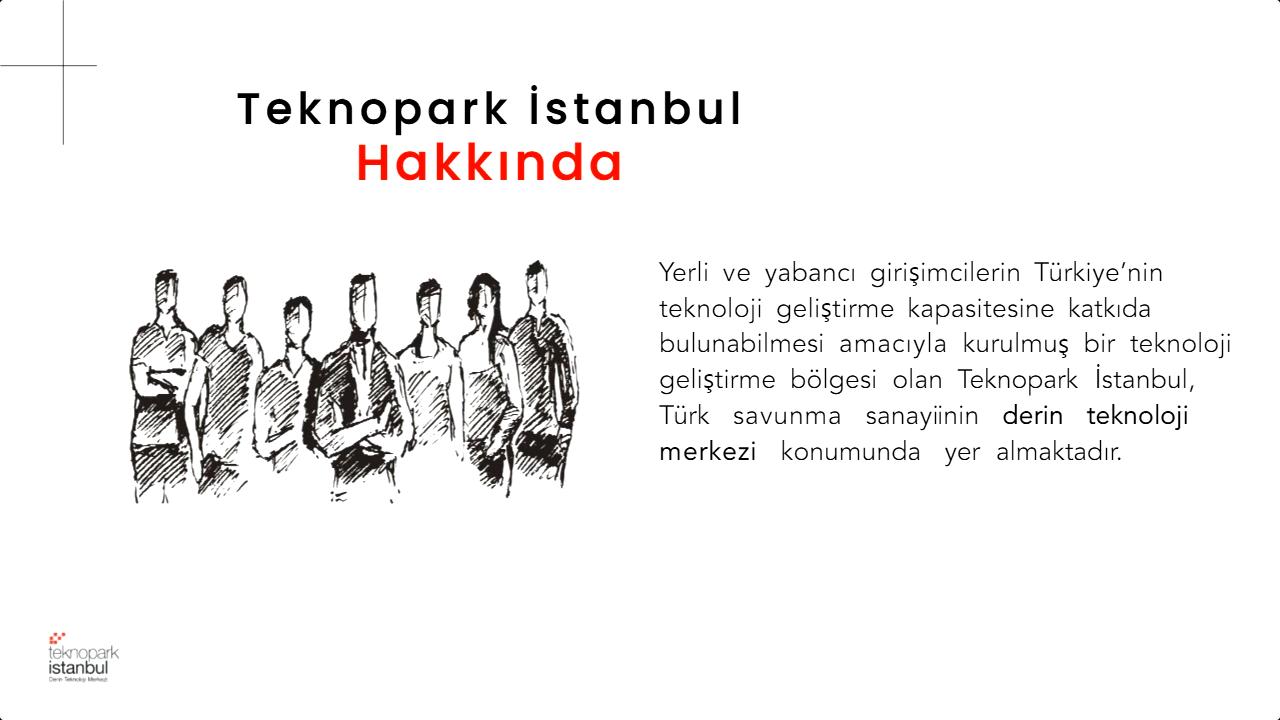 Teknopark İstanbul
Hakkında
Yerli ve yabancı girişimcilerin Türkiye’nin
teknoloji geliştirme kapasitesine katkıda
bulunabilmesi amacıyla kurulmuş bir teknoloji
geliştirme bölgesi olan Teknopark İstanbul,
Türk savunma sanayiinin derin teknoloji
merkezi konumunda yer almaktadır.
teknopark
istanbul
Derin Teknoloji Merkezi